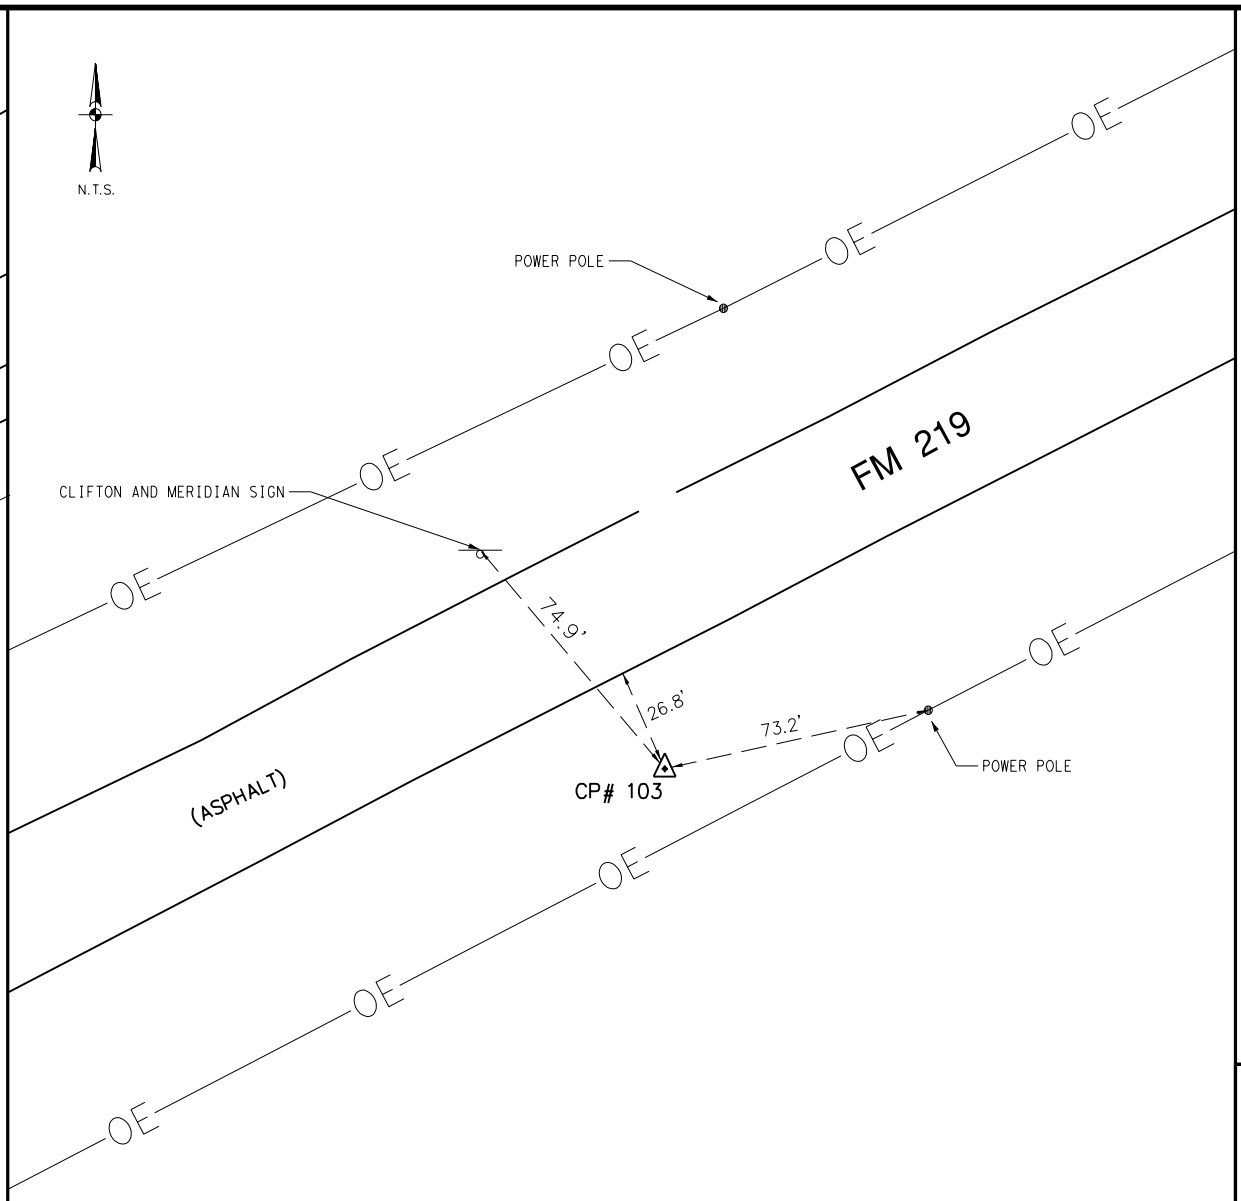 N.T.S.
OE
OE
POWER POLE
OE
FM 219
OE
CLIFTON AND MERIDIAN SIGN
OE
74.9'
OE
26.8'
73.2'
OE
POWER POLE
(ASPHALT)
CP# 103
OE
OE
OE